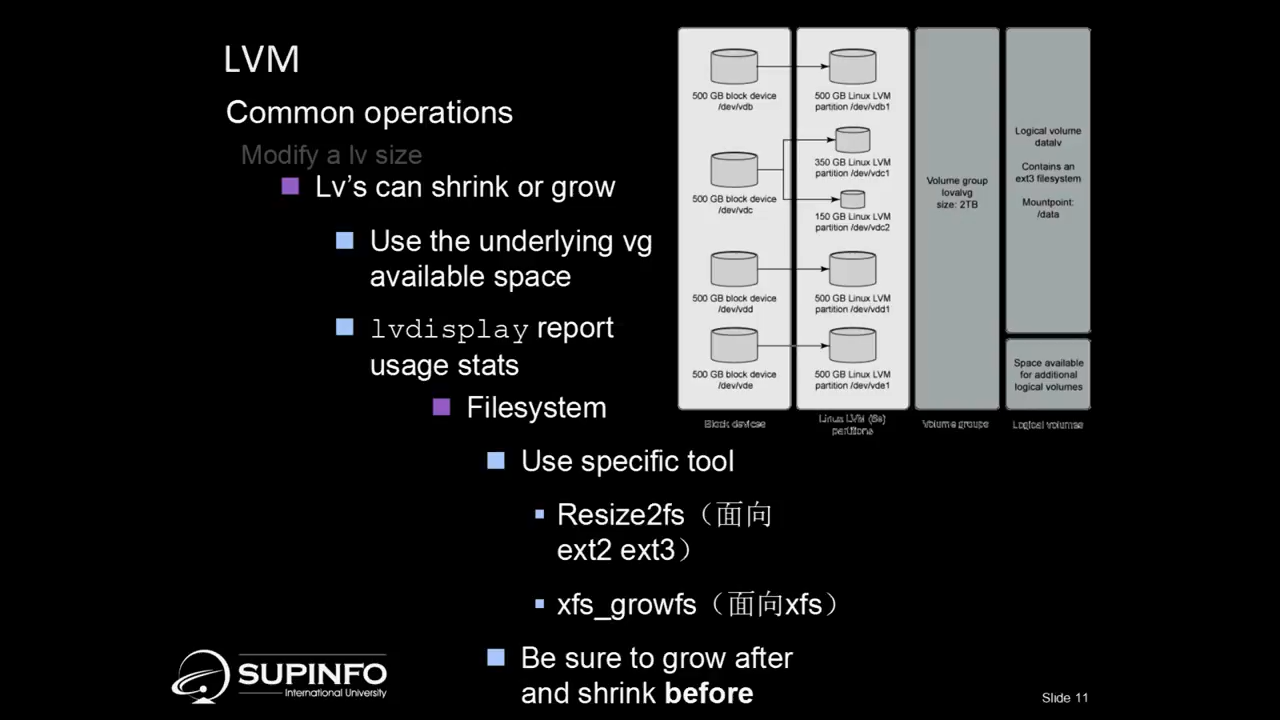 LVM
Common operations
Modify a lv size
Lv’s can shrink or grow
Use the underlying vg
available space
lvdisplay report
usage stats
Filesystem
Use specific tool
Resize2fs（面向
ext2 ext3）
xfs_growfs（面向xfs）
Be sure to grow after
and shrink before
500 GB block device
/dev/vdb
500 GB block device
/dev/vdc
500 GB block device
/dev/vdd
500 GB block device
/dev/vde
Block devices
500 GB Linux LVM
partition /dev/vdb1
350 GB Linux LVM
partition /dev/vdc1
150 GB Linux LVM
partition /dev/vdc2
500 GB Linux LVM
partition /dev/vdd1
500 GB Linux LVM
partition /dev/vde1
Linux LVM (8e)
partitions
Volume group
lovalvg
size: 2TB
Volume groups
Logical volume
datalv
Contains an
ext3 filesystem
Mountpoint:
/data
Space available
for additional
logical volumes
Logical volumes
SUPINFO
International University
Slide 11